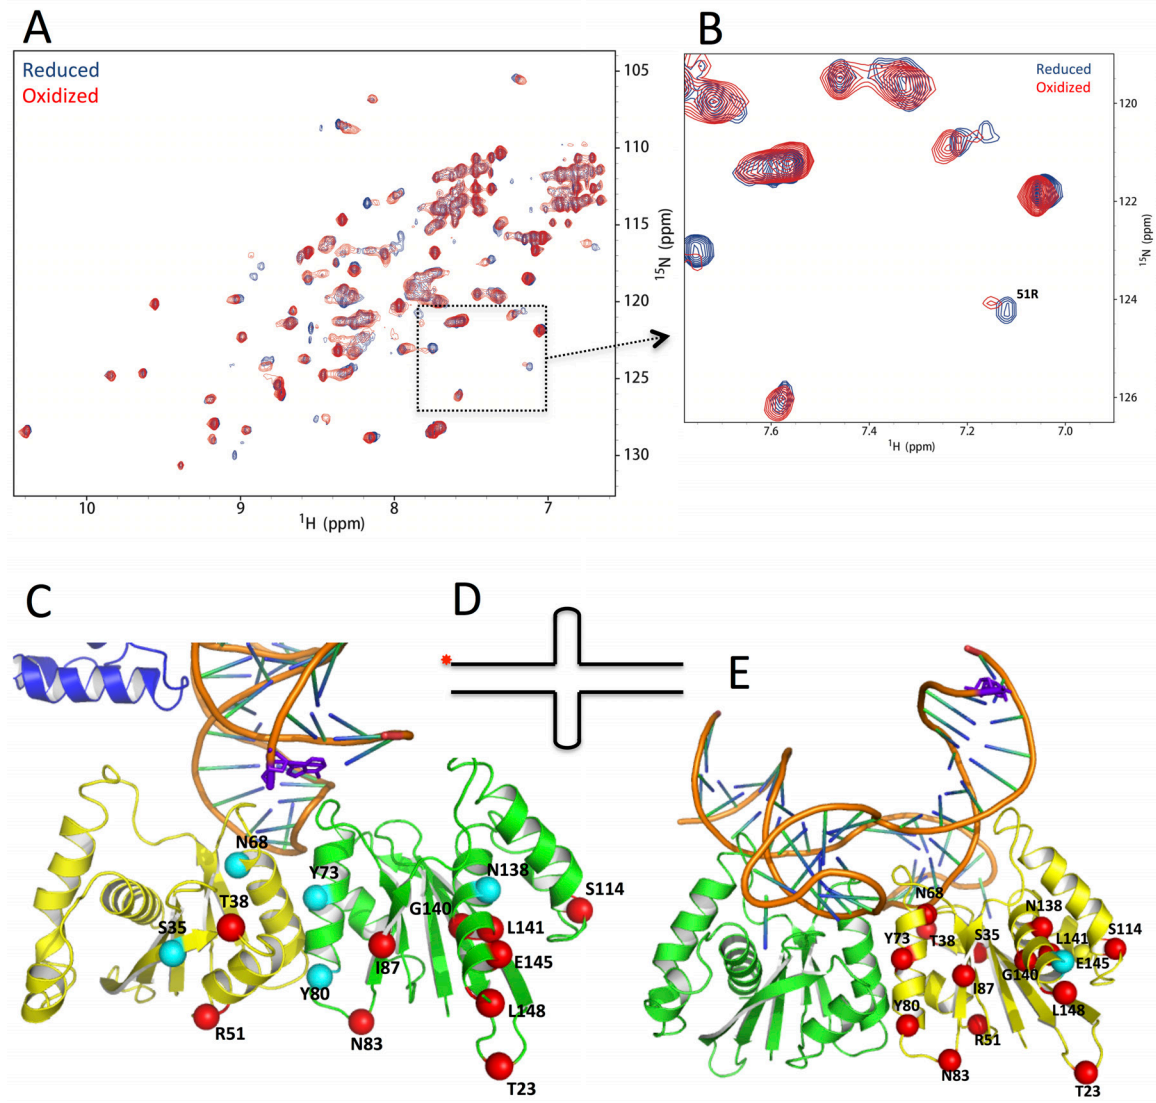 A
Reduced
Oxidized
105
110
115
120
125
130
15N (ppm)
10
9
8
7
1H (ppm)
B
Reduced
Oxidized
51R
120
122
124
126
15N (ppm)
7.6
7.4
7.2
7.0
1H (ppm)
C
N68
Y73
N138
T38
G140
S114
S35
L141
I87
E145
Y80
L148
R51
N83
T23
D
E
N68
N138
Y73
T38
S35
L141
S114
G140
E145
I87
L148
Y80
R51
N83
T23